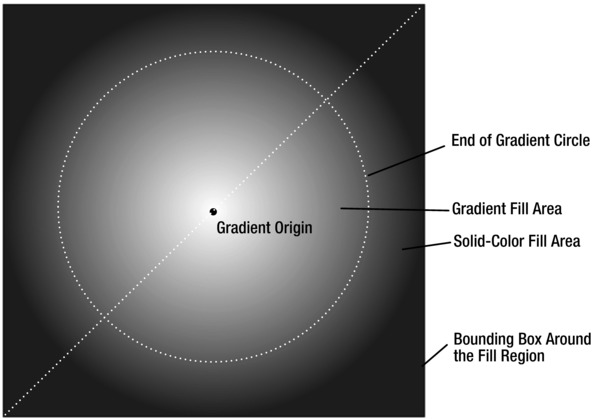 End of Gradient Circle
Gradient Fill Area
Gradient Origin
Solid-Color Fill Area
Bounding Box Around
the Fill Region